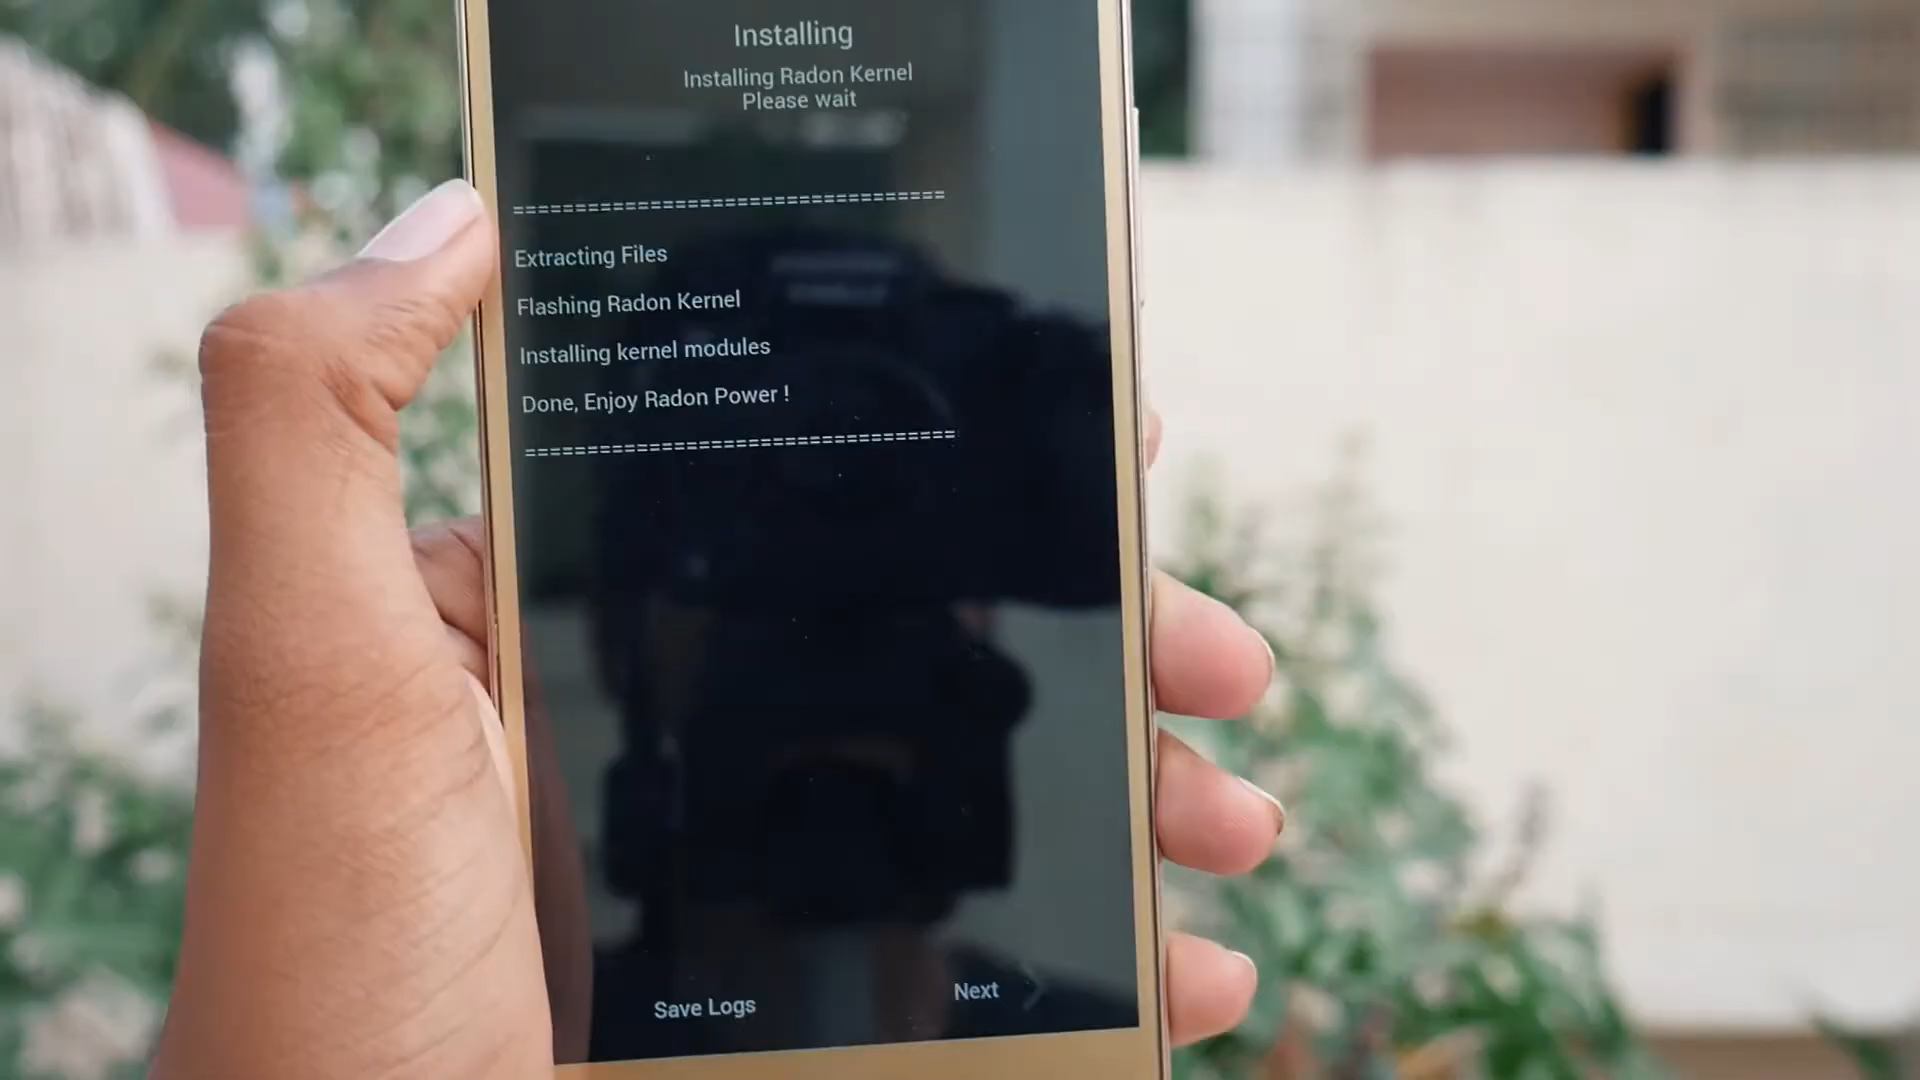 Installing
Installing Radon Kernel
Please wait
==================================
Extracting Files
Flashing Radon Kernel
Installing kernel modules
Done, Enjoy Radon Power !
==================================
Save Logs
Next